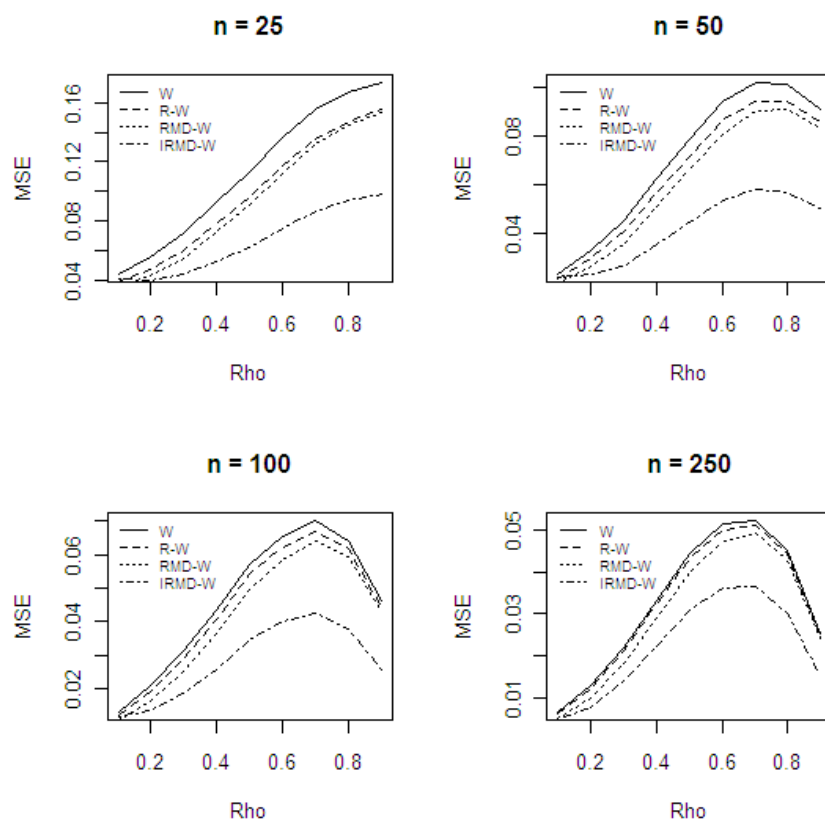 n = 25
W
R-W
RMD-W
IRMD-W
MSE
0.04
0.08
0.12
0.16
0.2
0.4
0.6
0.8
Rho
n = 50
W
R-W
RMD-W
IRMD-W
MSE
0.04
0.08
0.2
0.4
0.6
0.8
Rho
n = 100
W
R-W
RMD-W
IRMD-W
MSE
0.02
0.04
0.06
0.2
0.4
0.6
0.8
Rho
n = 250
W
R-W
RMD-W
IRMD-W
MSE
0.01
0.03
0.05
0.2
0.4
0.6
0.8
Rho